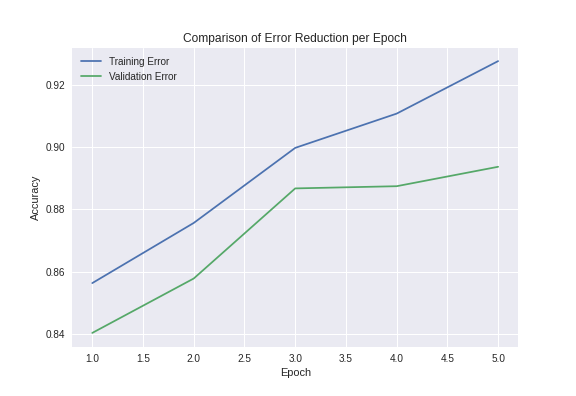 Comparison of Error Reduction per Epoch
Training Error
Validation Error
0.92
0.90
0.88
0.86
0.84
Accuracy
1.0 1.5 2.0 2.5 3.0 3.5 4.0 4.5 5.0
Epoch